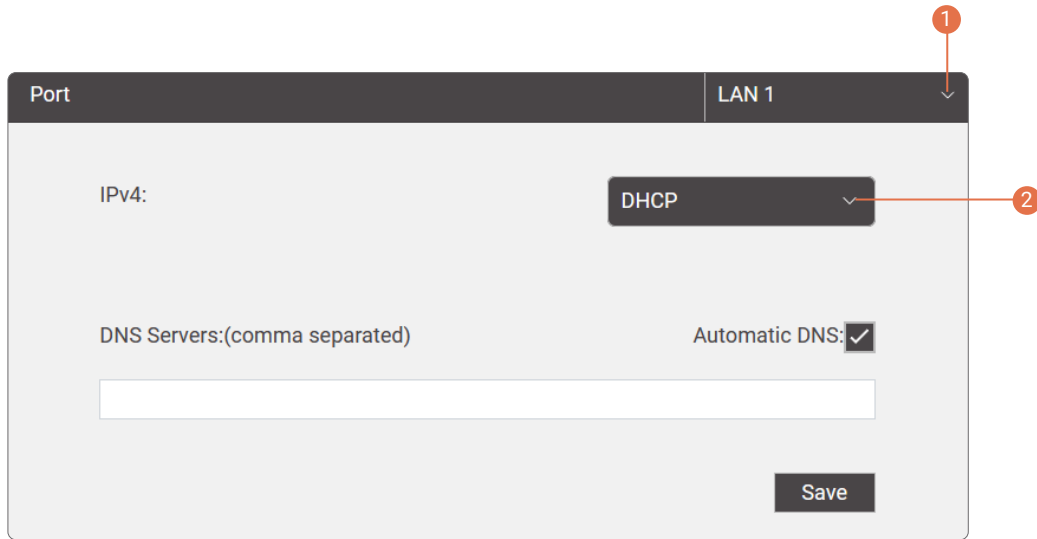 1
Port LAN 1
IPv4: DHCP
2
DNS Servers:(comma separated) Automatic DNS:
Save